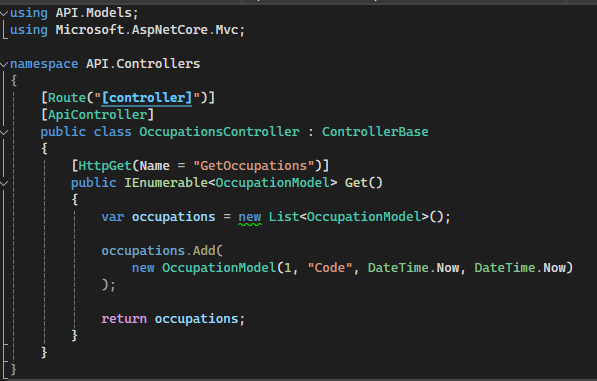 using API.Models;
using Microsoft.AspNetCore.Mvc;
namespace API.Controllers
{
[Route("[controller]")]
[ApiController]
public class OccupationsController : ControllerBase
{
[HttpGet(Name = "GetOccupations")]
public IEnumerable<OccupationModel> Get()
{
var occupations = new List<OccupationModel>();
occupations.Add(
new OccupationModel(1, "Code", DateTime.Now, DateTime.Now)
);
return occupations;
}
}
}